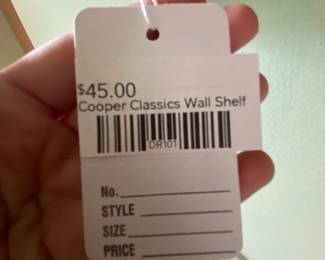 $45.00
Cooper Classics Wall Shelf
DR101
No.
STYLE
SIZE
PRICE